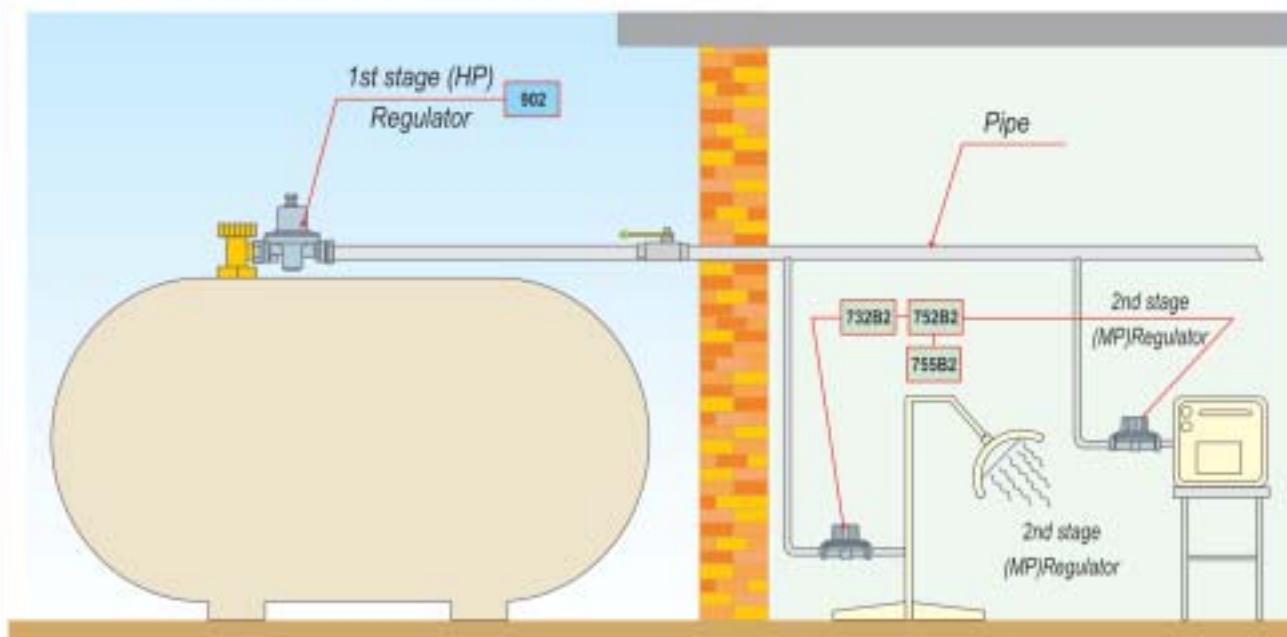 1st stage (HP)
Regulator
902
Pipe
732B2
752B2
755B2
2nd stage
(MP)Regulator
2nd stage
(MP)Regulator